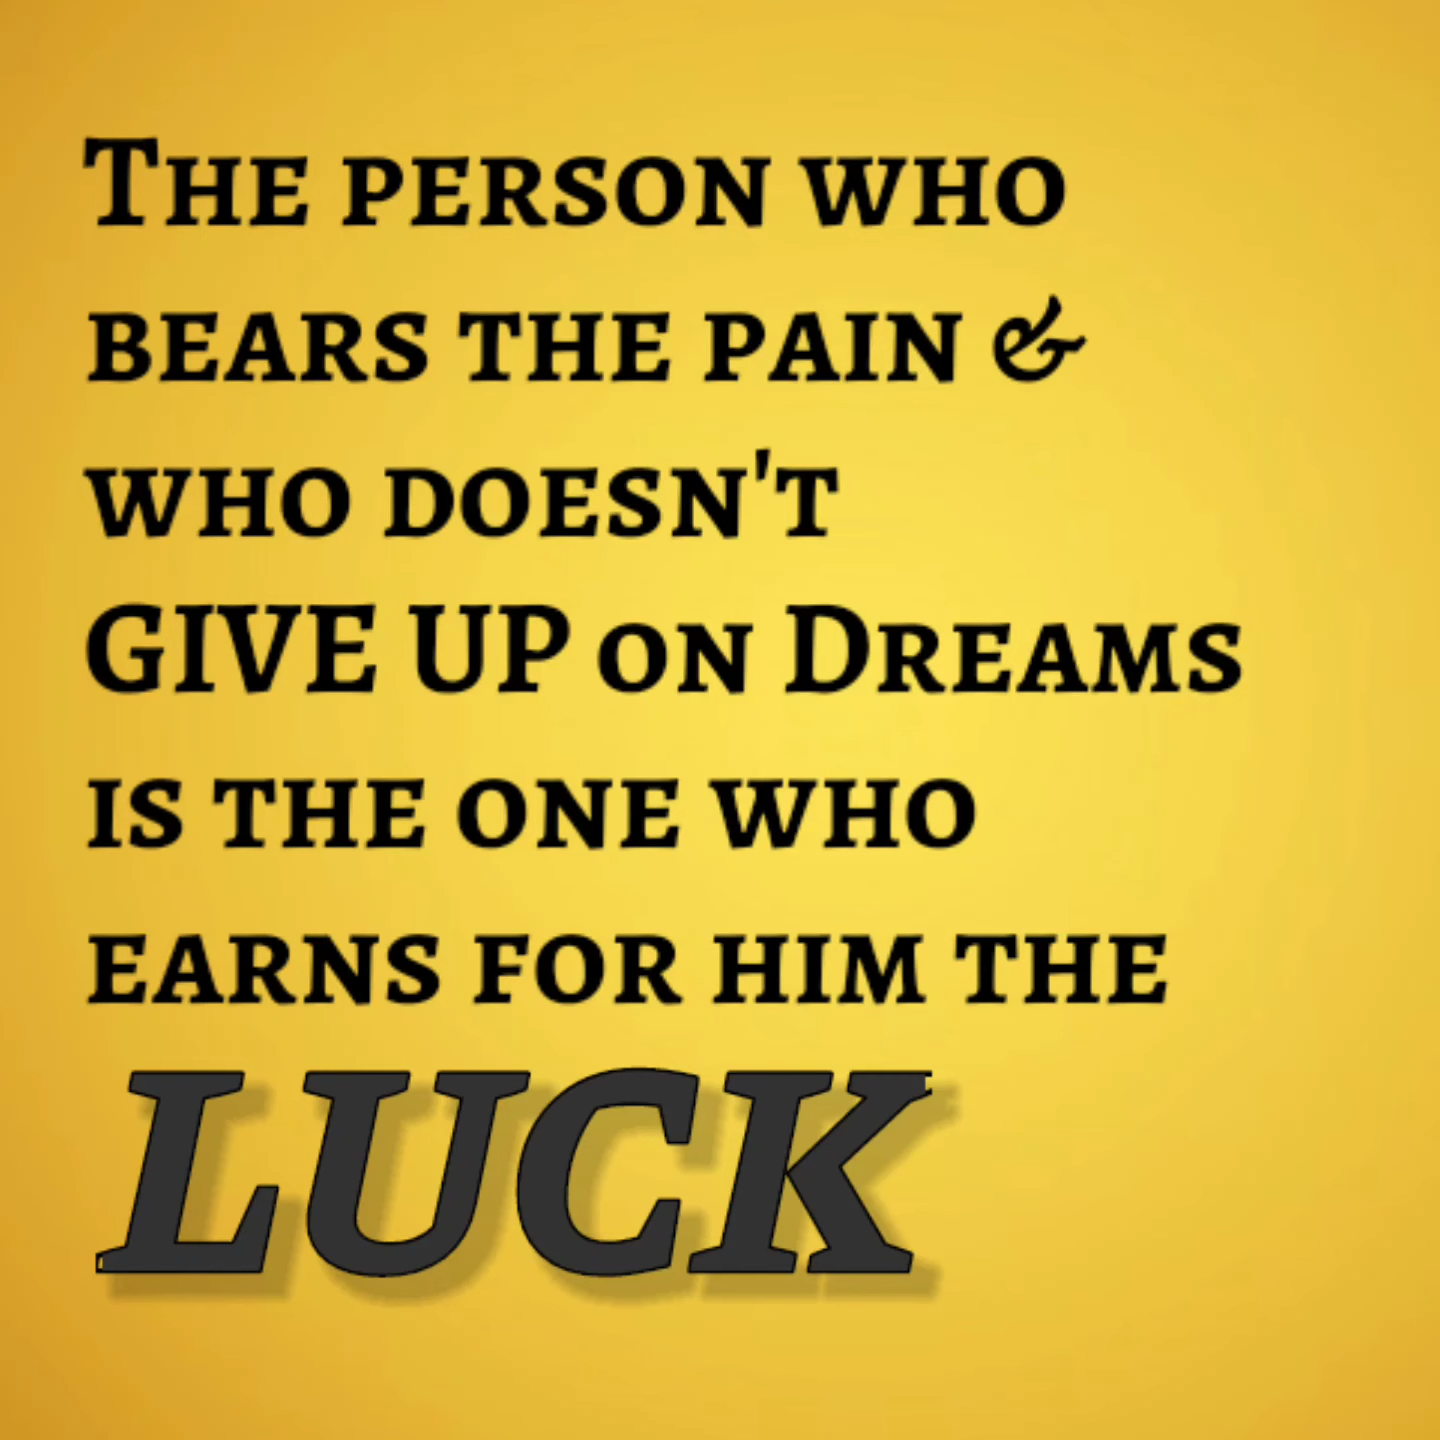 The person who
bears the pain &
who doesn't
GIVE UP on Dreams
is the one who
earns for him the
LUCK